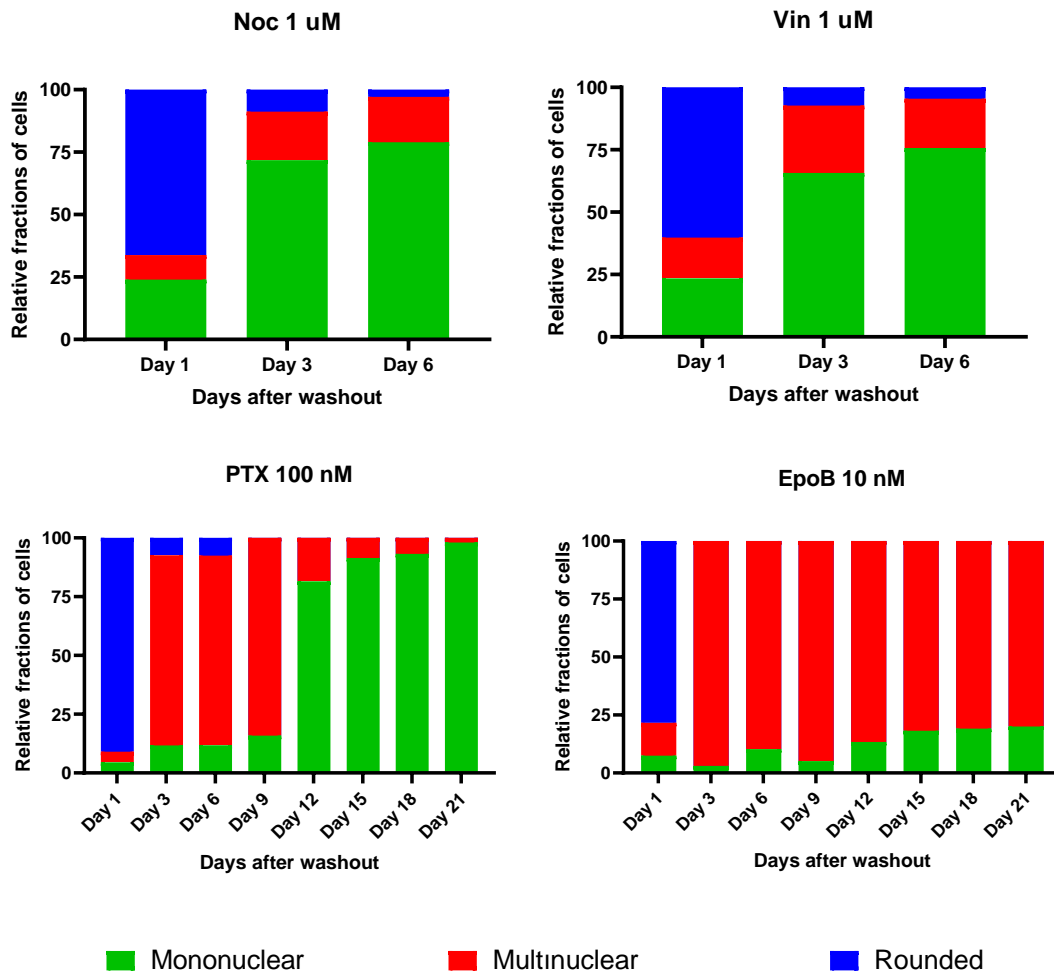 Noc 1 uM
Relative fractions of cells
100
75
50
25
0
Day 1 Day 3 Day 6
Days after washout
Vin 1 uM
Relative fractions of cells
100
75
50
25
0
Day 1 Day 3 Day 6
Days after washout
PTX 100 nM
Relative fractions of cells
100
75
50
25
0
Day 1 Day 3 Day 6 Day 9 Day 12 Day 15 Day 18 Day 21
Days after washout
EpoB 10 nM
Relative fractions of cells
100
75
50
25
0
Day 1 Day 3 Day 6 Day 9 Day 12 Day 15 Day 18 Day 21
Days after washout
Mononuclear Multinuclear Rounded